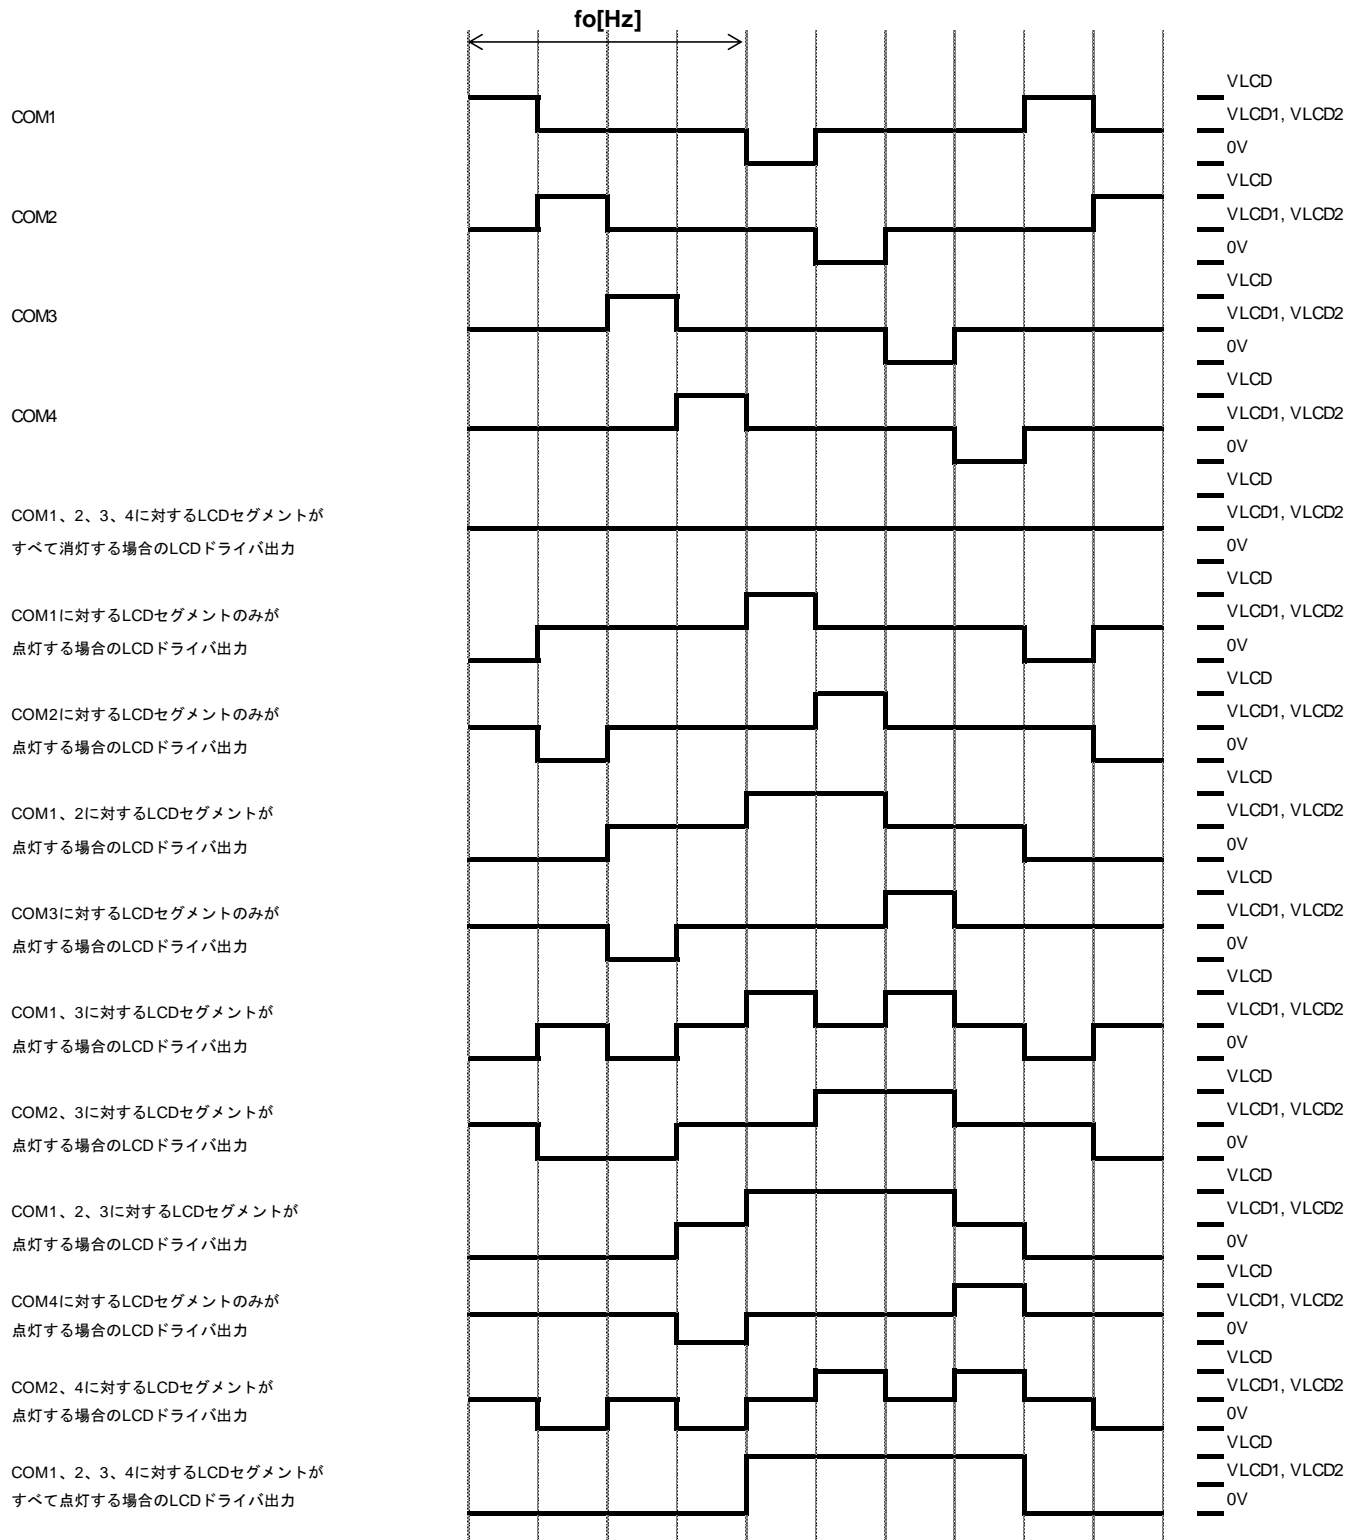 fo[Hz]
COM1
VLCD
VLCD1, VLCD2
0V
COM2
VLCD
VLCD1, VLCD2
0V
COM3
VLCD
VLCD1, VLCD2
0V
COM4
VLCD
VLCD1, VLCD2
0V
COM1、2、3、4に対するLCDセグメントが
すべて消灯する場合のLCDドライバ出力
VLCD
VLCD1, VLCD2
0V
COM1に対するLCDセグメントのみが
点灯する場合のLCDドライバ出力
VLCD
VLCD1, VLCD2
0V
COM2に対するLCDセグメントのみが
点灯する場合のLCDドライバ出力
VLCD
VLCD1, VLCD2
0V
COM1、2に対するLCDセグメントが
点灯する場合のLCDドライバ出力
VLCD
VLCD1, VLCD2
0V
COM3に対するLCDセグメントのみが
点灯する場合のLCDドライバ出力
VLCD
VLCD1, VLCD2
0V
COM1、3に対するLCDセグメントが
点灯する場合のLCDドライバ出力
VLCD
VLCD1, VLCD2
0V
COM2、3に対するLCDセグメントが
点灯する場合のLCDドライバ出力
VLCD
VLCD1, VLCD2
0V
COM1、2、3に対するLCDセグメントが
点灯する場合のLCDドライバ出力
VLCD
VLCD1, VLCD2
0V
COM4に対するLCDセグメントのみが
点灯する場合のLCDドライバ出力
VLCD
VLCD1, VLCD2
0V
COM2、4に対するLCDセグメントが
点灯する場合のLCDドライバ出力
VLCD
VLCD1, VLCD2
0V
COM1、2、3、4に対するLCDセグメントが
すべて点灯する場合のLCDドライバ出力
VLCD
VLCD1, VLCD2
0V